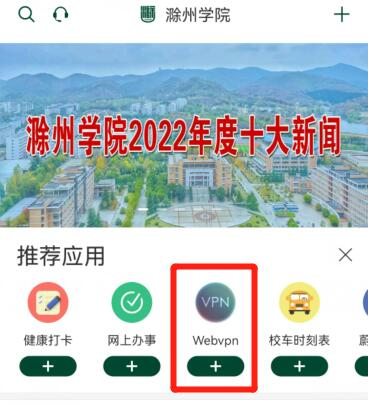 滁州学院
滁州学院2022年度十大新闻
推荐应用
VPN
健康打卡
网上办事
Webvpn
校车时刻表
蔚